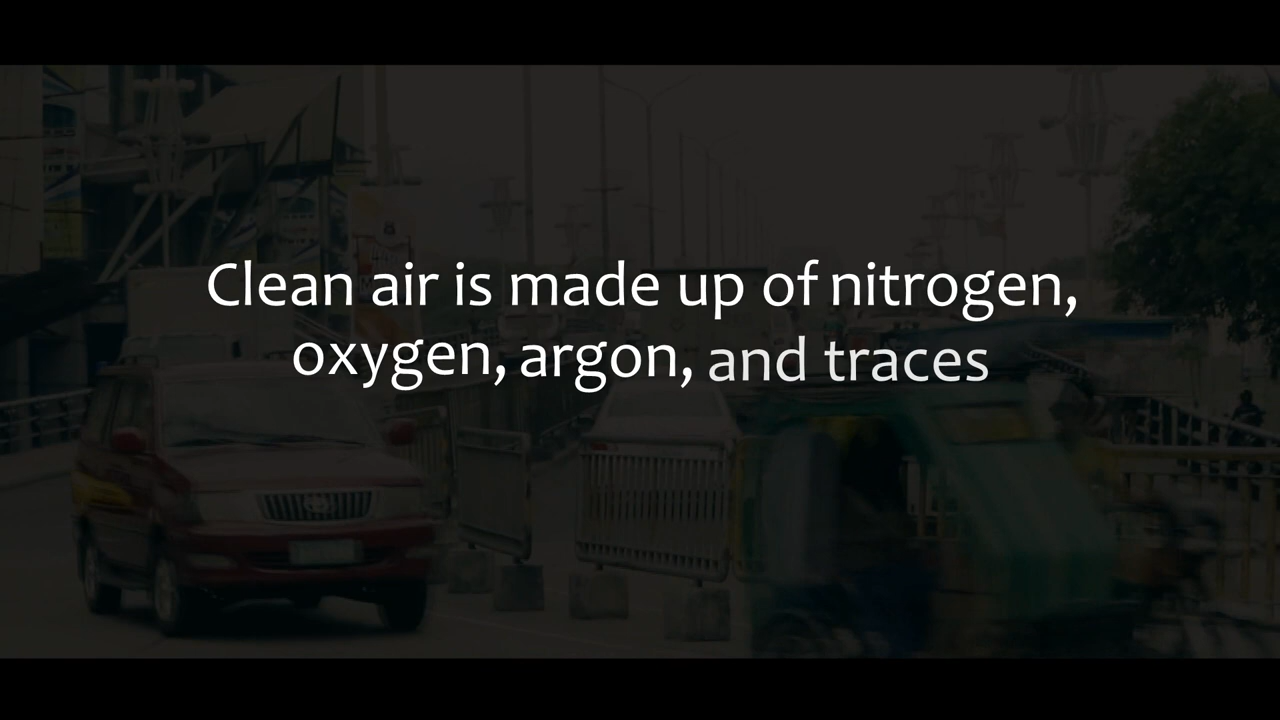 Clean air is made up of nitrogen,
oxygen, argon, and traces